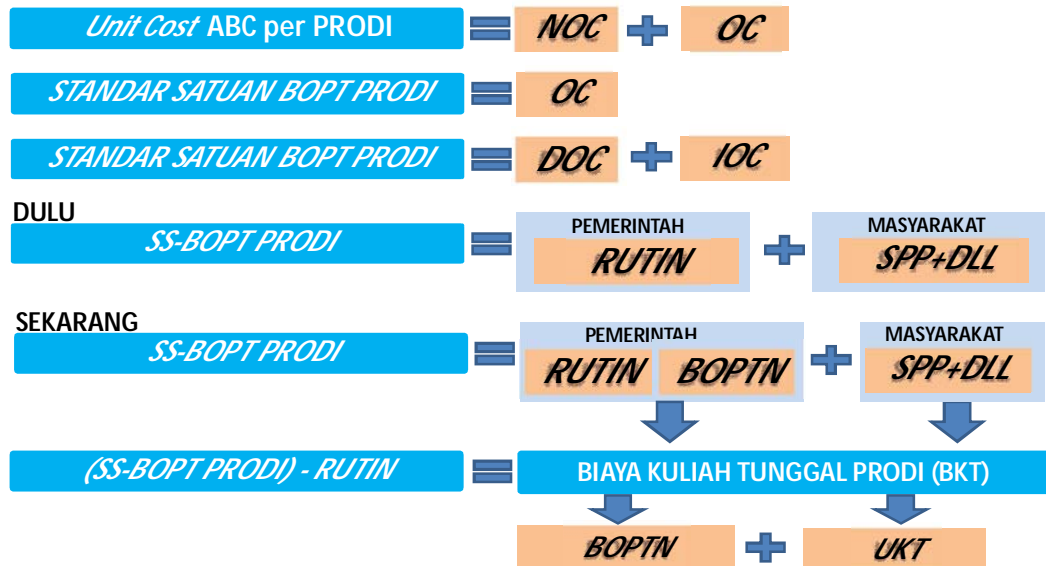 Unit Cost ABC per PRODI = NOC + OC
STANDAR SATUAN BOPT PRODI = OC
STANDAR SATUAN BOPT PRODI = DOC + IOC
DULU
PEMERINTAH MASYARAKAT
SS-BOPT PRODI = RUTIN + SPP+DLL
SEKARANG
PEMERINTAH MASYARAKAT
SS-BOPT PRODI = RUTIN BOPTN + SPP+DLL
(SS-BOPT PRODI) - RUTIN = BIAYA KULIAH TUNGGAL PRODI (BKT)
BOPTN + UKT